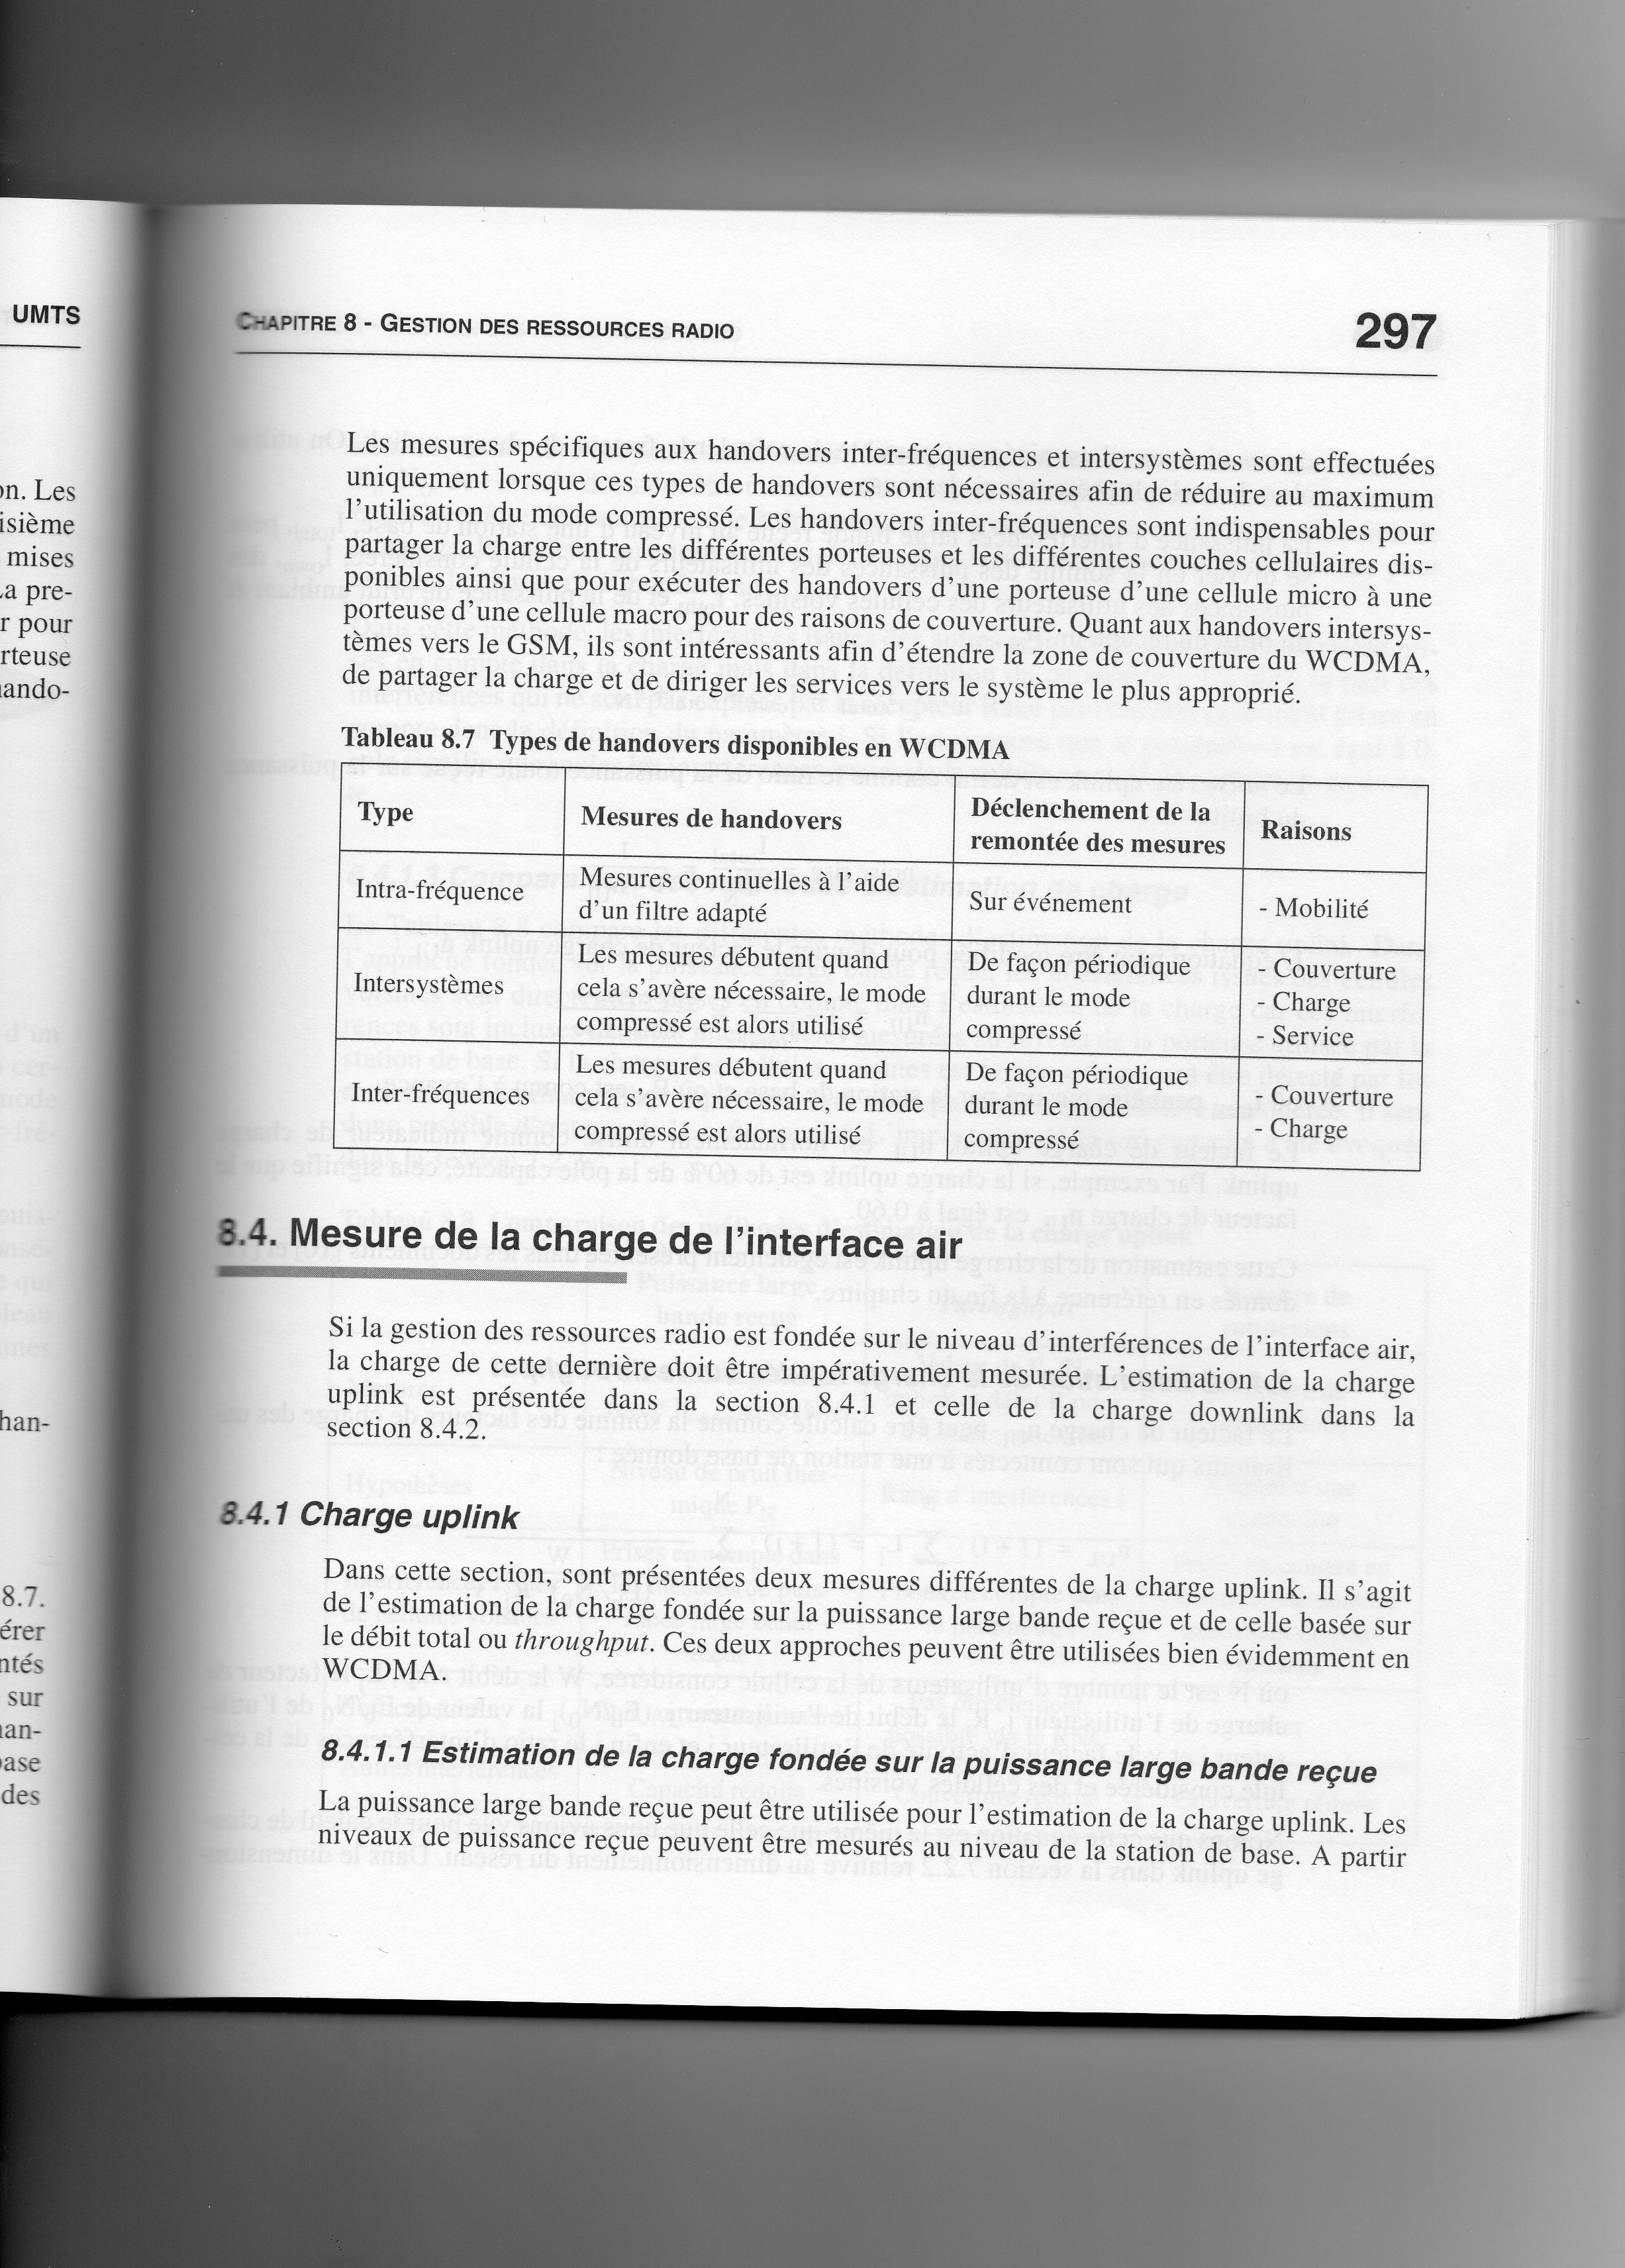 UMTS
on. Les
isième
mises
La pre-
r pour
rteuse
hando-
han-
8.7.
érer
ntés
sur
han-
base
des
CHAPITRE 8 - GESTION DES RESSOURCES RADIO
297
Les mesures spécifiques aux handovers inter-fréquences et intersystèmes sont effectuées
uniquement lorsque ces types de handovers sont nécessaires afin de réduire au maximum
l'utilisation du mode compressé. Les handovers inter-fréquences sont indispensables pour
partager la charge entre les différentes porteuses et les différentes couches cellulaires dis-
ponibles ainsi que pour exécuter des handovers d'une porteuse d'une cellule micro à une
porteuse d'une cellule macro pour des raisons de couverture. Quant aux handovers intersys-
tèmes vers le GSM, ils sont intéressants afin d'étendre la zone de couverture du WCDMA,
de partager la charge et de diriger les services vers le système le plus approprié.
Tableau 8.7 Types de handovers disponibles en WCDMA
Type
Mesures de handovers
Déclenchement de la
remontée des mesures
Raisons
Intra-fréquence
Mesures continuelles à l'aide
d'un filtre adapté
Sur événement
- Mobilité
Intersystèmes
Les mesures débutent quand
cela s'avère nécessaire, le mode
compressé est alors utilisé
De façon périodique
durant le mode
compressé
- Couverture
- Charge
- Service
Inter-fréquences
Les mesures débutent quand
cela s'avère nécessaire, le mode
compressé est alors utilisé
De façon périodique
durant le mode
compressé
- Couverture
- Charge
8.4. Mesure de la charge de l'interface air
Si la gestion des ressources radio est fondée sur le niveau d'interférences de l'interface air,
la charge de cette dernière doit être impérativement mesurée. L'estimation de la charge
uplink est présentée dans la section 8.4.1 et celle de la charge downlink dans la
section 8.4.2.
8.4.1 Charge uplink
Dans cette section, sont présentées deux mesures différentes de la charge uplink. Il s'agit
de l'estimation de la charge fondée sur la puissance large bande reçue et de celle basée sur
le débit total ou throughput. Ces deux approches peuvent être utilisées bien évidemment en
WCDMA.
8.4.1.1 Estimation de la charge fondée sur la puissance large bande reçue
La puissance large bande reçue peut être utilisée pour l'estimation de la charge uplink. Les
niveaux de puissance reçue peuvent être mesurés au niveau de la station de base. A partir